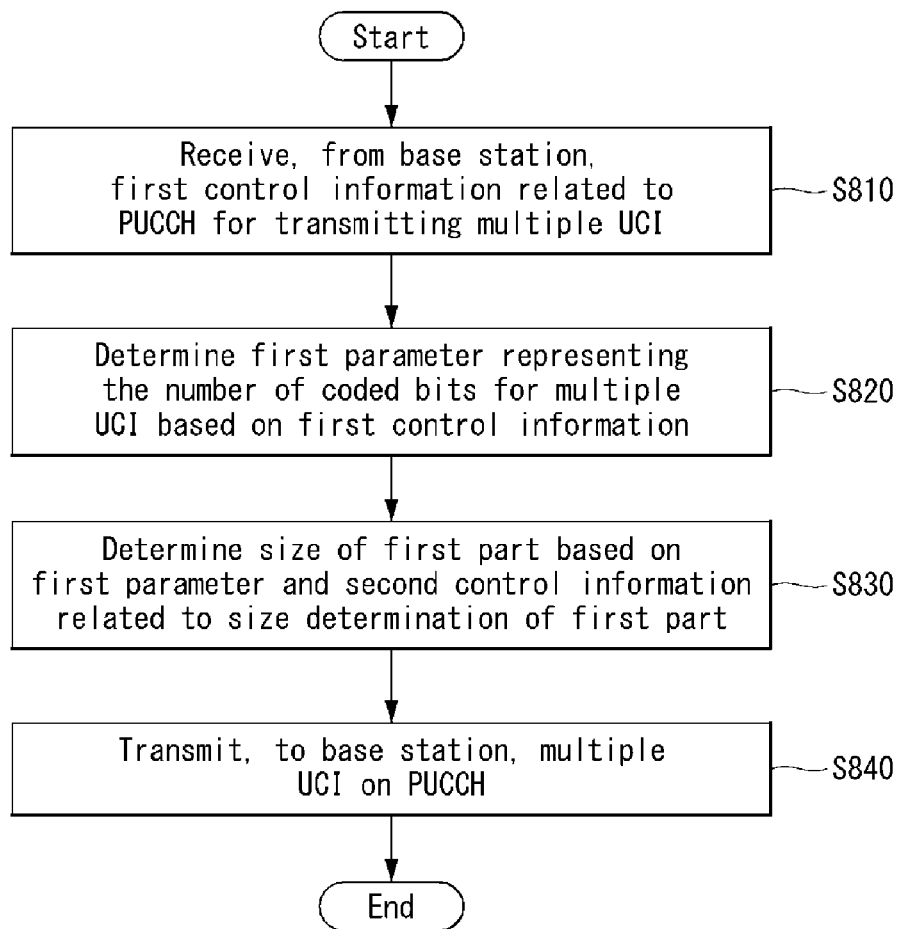 Start
Receive, from base station,
first control information related to
PUCCH for transmitting multiple UCI
S810
Determine first parameter representing
the number of coded bits for multiple
UCI based on first control information
S820
Determine size of first part based on
first parameter and second control information
related to size determination of first part
S830
Transmit, to base station, multiple
UCI on PUCCH
S840
End